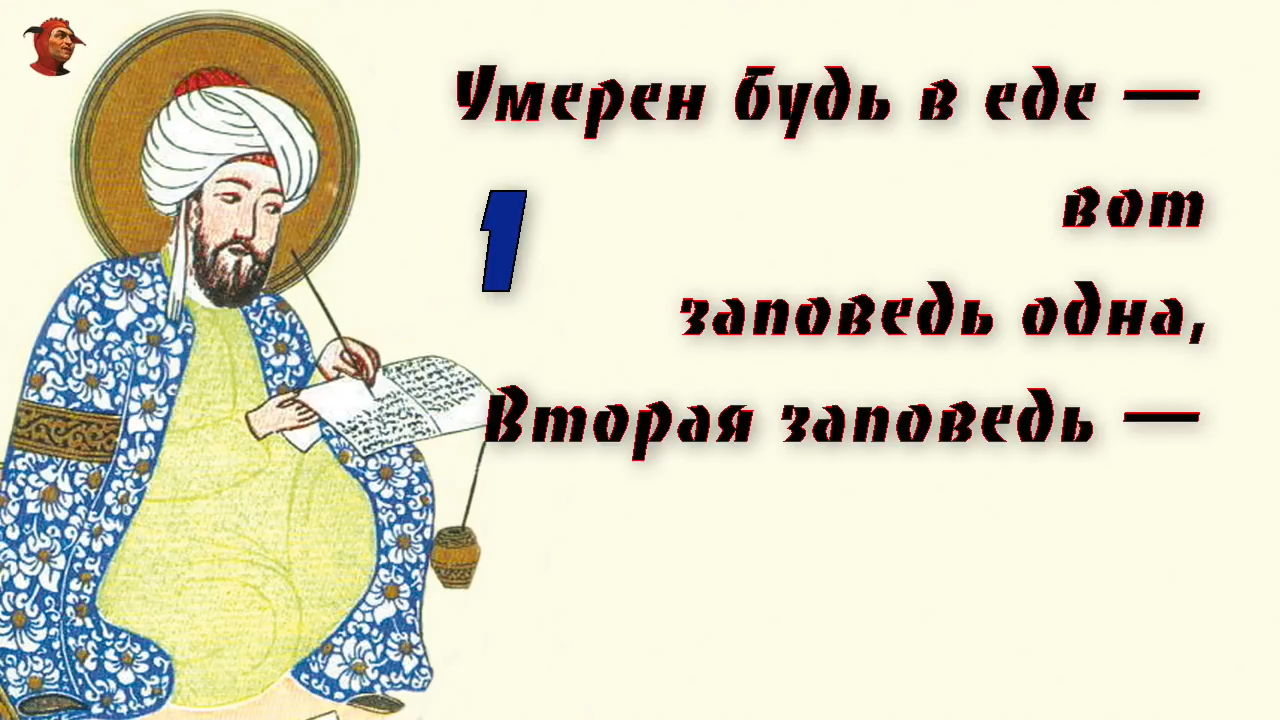 Умерен будь в еде —
вот
1
заповедь одна,
Вторая заповедь —